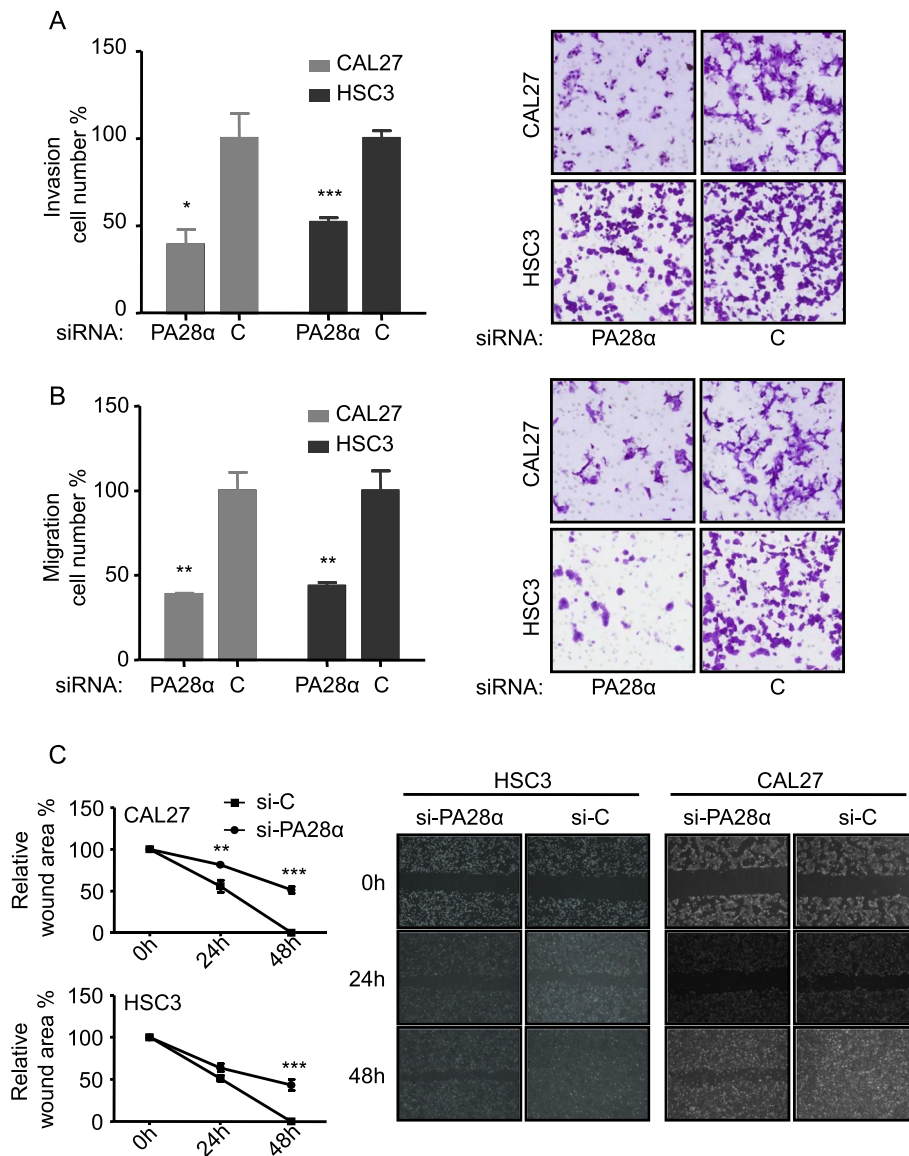 A
150
100
50
0
Invasion
cell number %
CAL27
HSC3
*
***
siRNA: PA28α C PA28α C
CAL27
HSC3
siRNA: PA28α C
B
150
100
50
0
Migration
cell number %
CAL27
HSC3
**
**
siRNA: PA28α C PA28α C
CAL27
HSC3
siRNA: PA28α C
C
si-C
si-PA28α
150
100
50
0
Relative
wound area %
CAL27
**
***
0h 24h 48h
150
100
50
0
Relative
wound area %
HSC3
***
0h 24h 48h
HSC3 CAL27
si-PA28α si-C si-PA28α si-C
0h
24h
48h